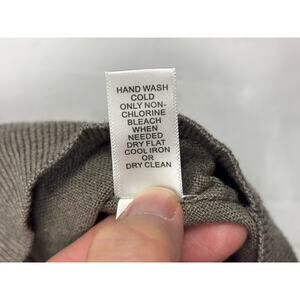 HAND WASH
COLD
ONLY NON-
CHLORINE
BLEACH
WHEN
NEEDED
DRY FLAT
COOL IRON
OR
DRY CLEAN